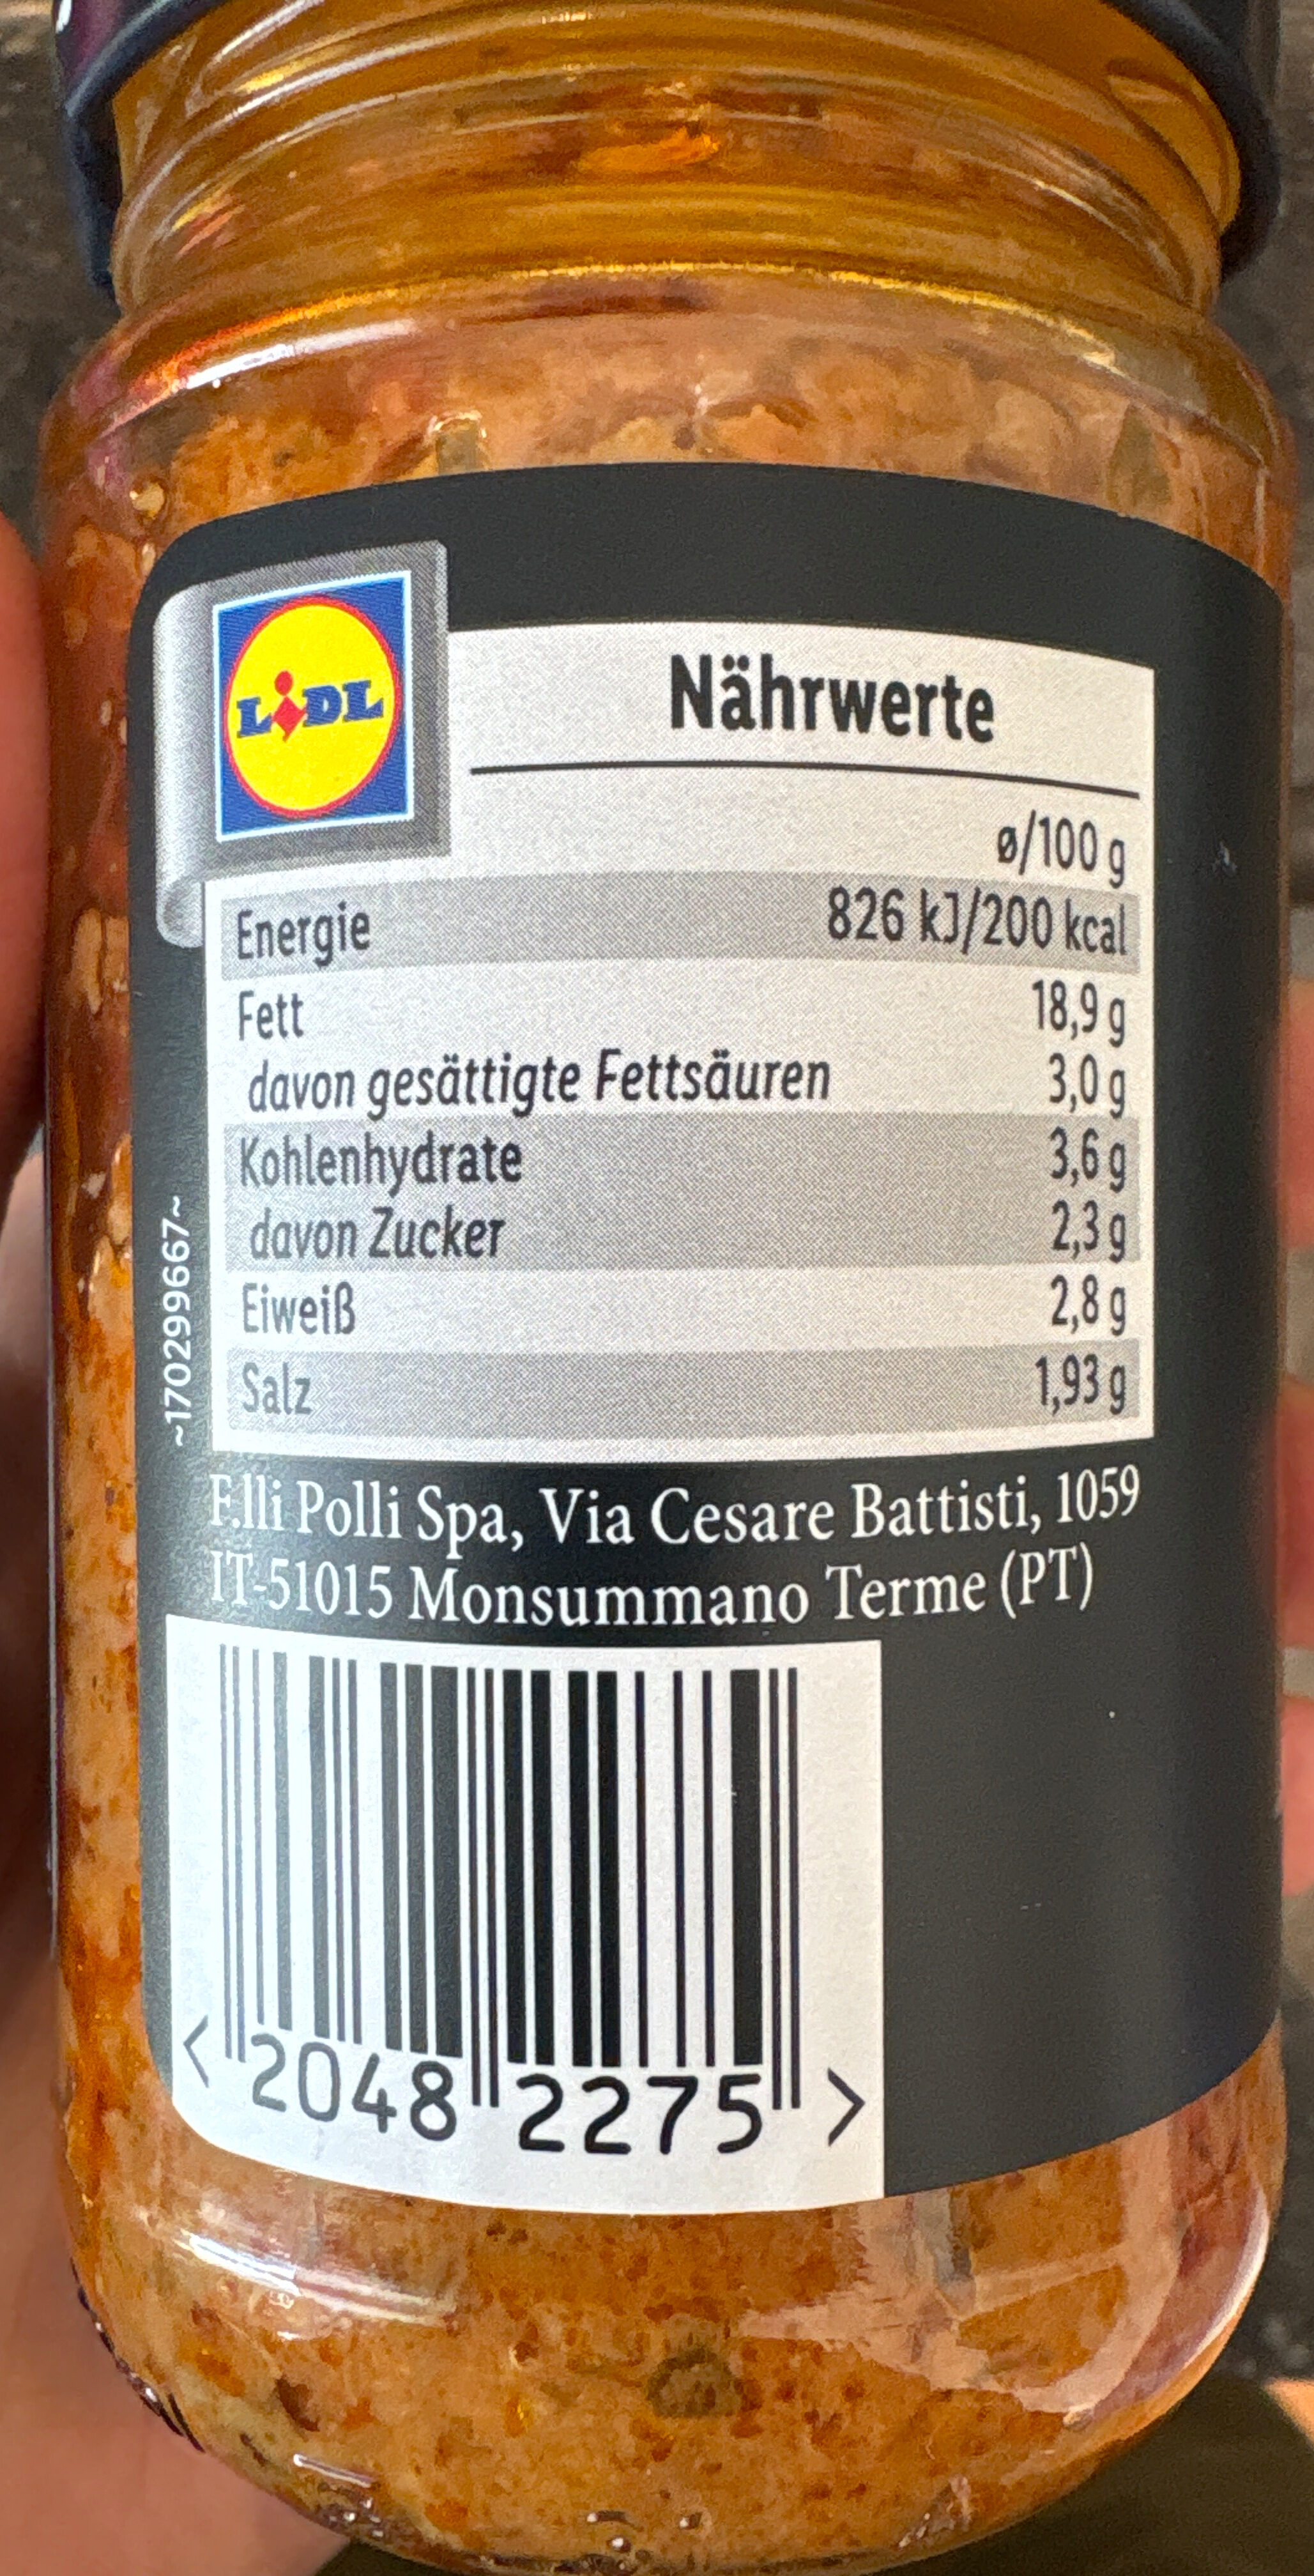 LIDL
Nährwerte
ø/100 g
Energie 826 kJ/200 kcal
Fett 18,9 g
davon gesättigte Fettsäuren 3,0 g
Kohlenhydrate 3,6 g
davon Zucker 2,3 g
Eiweiß 2,8 g
Salz 1,93 g
~170299667~
F.lli Polli Spa, Via Cesare Battisti, 1059
IT-51015 Monsummano Terme (PT)
< 2048 2275 >